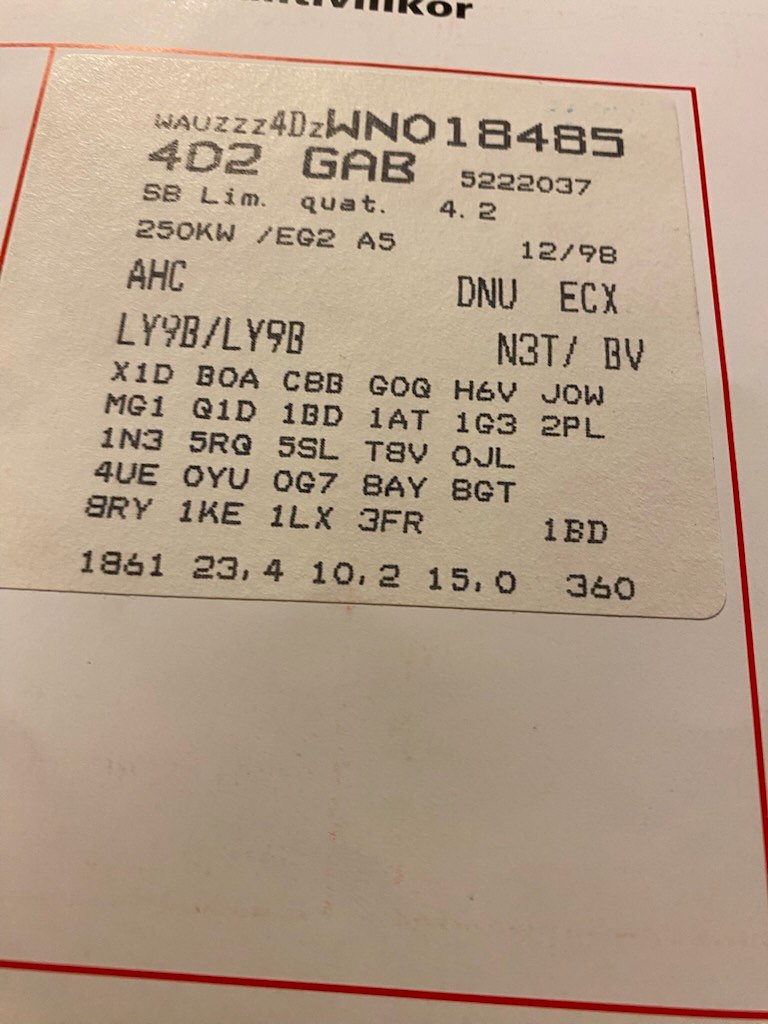 WAUZZZ4DZWN018485
4D2 GAB 5222037
SB Lim. quat. 4.2
250KW /EG2 A5 12/98
AHC DNU ECX
LY9B/LY9B N3T/ BV
X1D B0A C8B G0Q H6V J0W
MG1 Q1D 1BD 1AT 1G3 2PL
1N3 5RQ 5SL T8V 0JL
4UE 0YU 0G7 8AY 8GT
8RY 1KE 1LX 3FR 1BD
1861 23,4 10,2 15,0 360